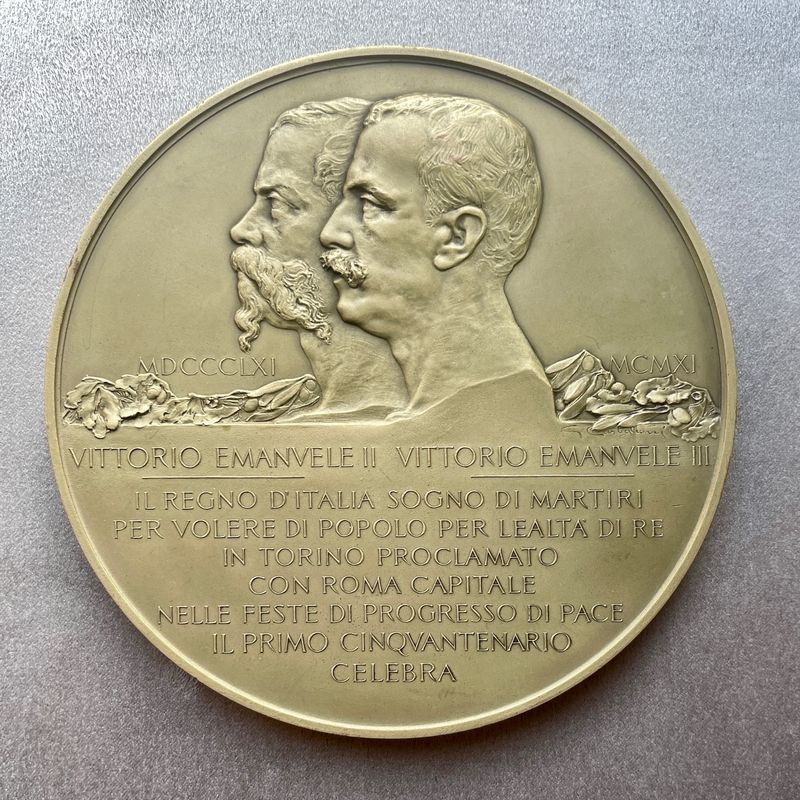 MDCCCLXI MCMXI
VITTORIO EMANVELE II VITTORIO EMANVELE III
IL REGNO D'ITALIA SOGNO DI MARTIRI
PER VOLERE DI POPOLO PER LEALTÀ DI RE
IN TORINO PROCLAMATO
CON ROMA CAPITALE
NELLE FESTE DI PROGRESSO DI PACE
IL PRIMO CINQVANTENARIO
CELEBRA